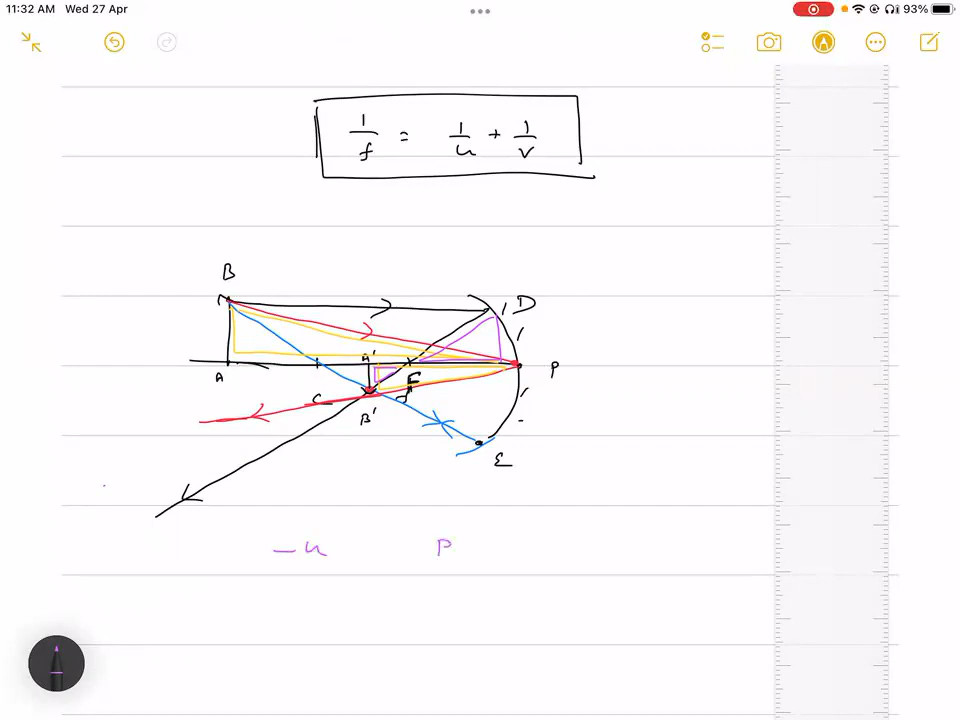 11:32 AM Wed 27 Apr
93%
1/f = 1/u + 1/v
B
D
A
A'
F
P
C
B'
E
- u P